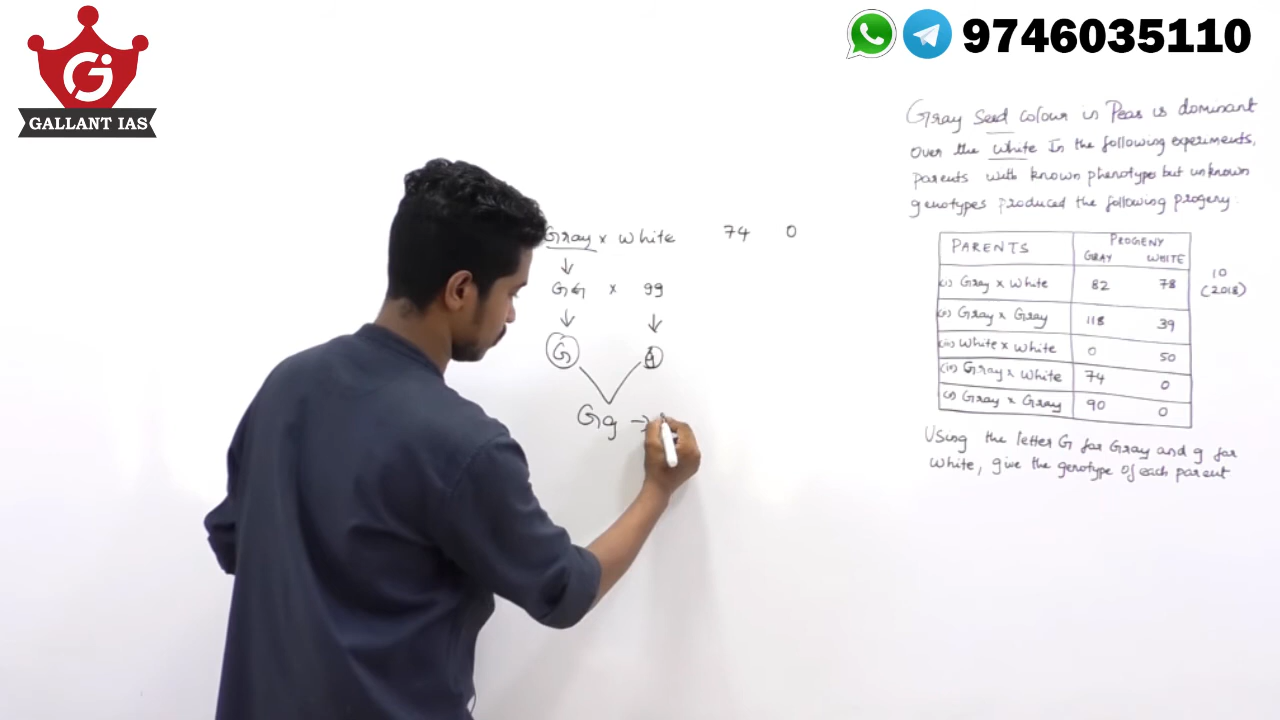 GALLANT IAS
9746035110
Gray Seed colour in Peas is dominant
over the white In the following experiments,
parents with known phenotype but unknown
genotypes produced the following progeny:
PARENTS
PROGENY
GRAY WHITE
(i) Gray x White 82 78
(ii) Gray x Gray 118 39
(iii) White x White 0 50
(iv) Gray x White 74 0
(v) Gray x Gray 90 0
10
(2018)
Using the letter G for Gray and g for
White, give the genotype of each parent
Gray x White 74 0
GG x gg
G g
Gg →